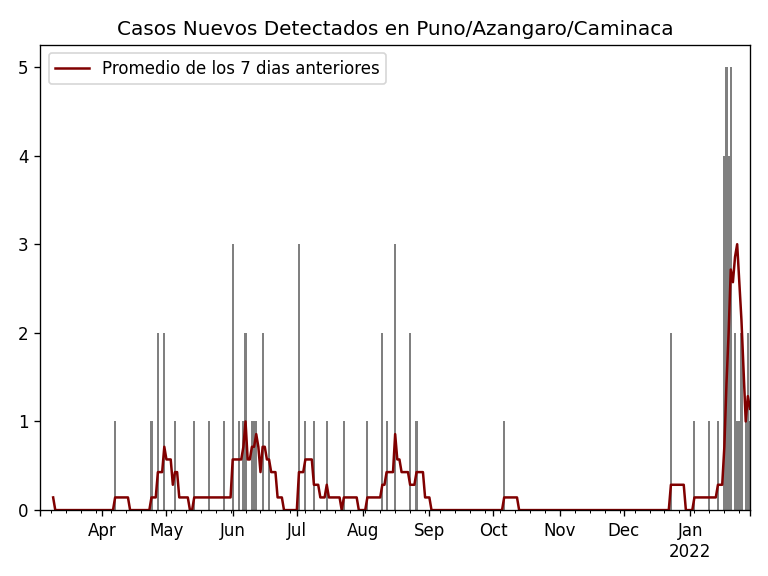 Casos Nuevos Detectados en Puno/Azangaro/Caminaca
Promedio de los 7 dias anteriores
5
4
3
2
1
0
Apr May Jun Jul Aug Sep Oct Nov Dec Jan
2022